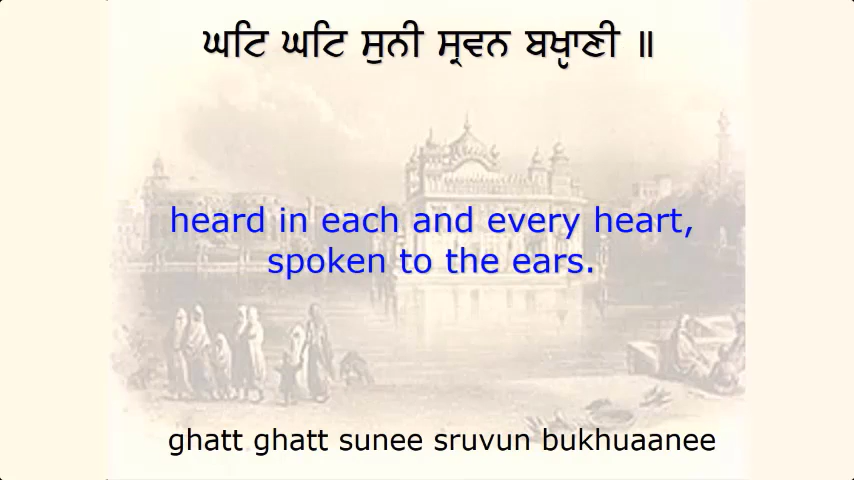 ਘਟਿ ਘਟਿ ਸੁਨੀ ਸ੍ਰਵਨ ਬਖੵਾਣੀ ॥
heard in each and every heart,
spoken to the ears.
ghatt ghatt sunee sruvun bukhuaanee